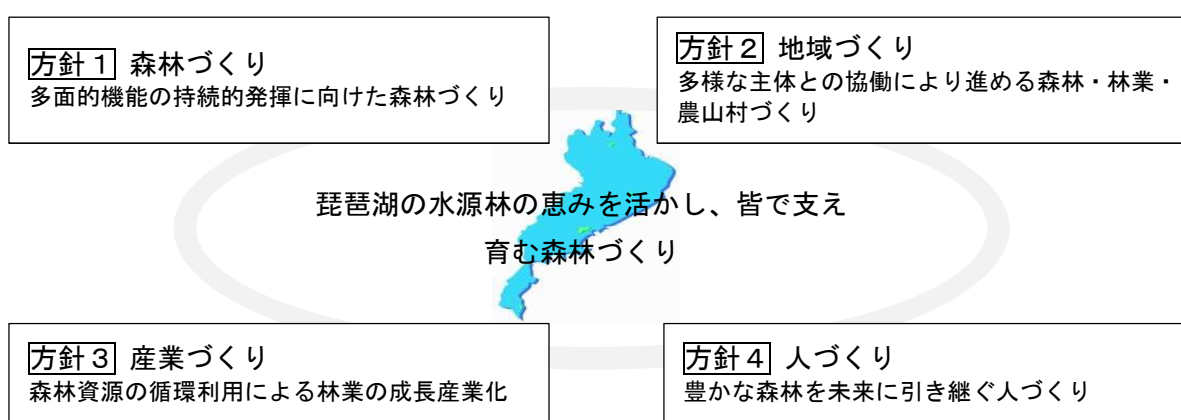 方針1 森林づくり
多面的機能の持続的発揮に向けた森林づくり
方針2 地域づくり
多様な主体との協働により進める森林・林業・
農山村づくり
琵琶湖の水源林の恵みを活かし、皆で支え
育む森林づくり
方針3 産業づくり
森林資源の循環利用による林業の成長産業化
方針4 人づくり
豊かな森林を未来に引き継ぐ人づくり